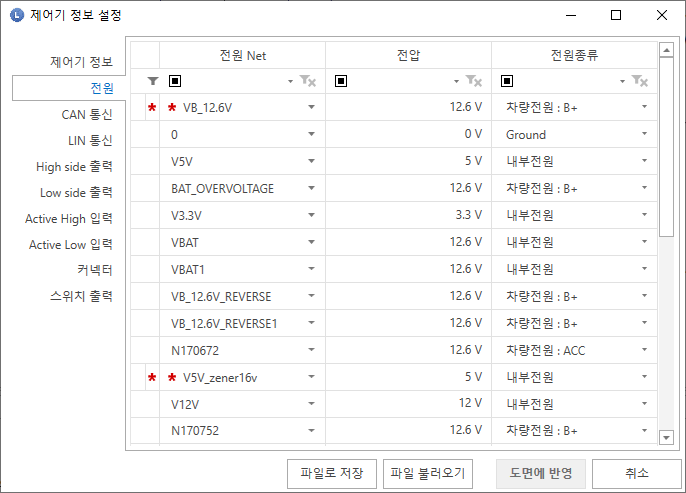 L 제어기 정보 설정
제어기 정보
전원
CAN 통신
LIN 통신
High side 출력
Low side 출력
Active High 입력
Active Low 입력
커넥터
스위치 출력
전원 Net 전압 전원종류
* * VB_12.6V 12.6 V 차량전원 : B+
0 0 V Ground
V5V 5 V 내부전원
BAT_OVERVOLTAGE 12.6 V 차량전원 : B+
V3.3V 3.3 V 내부전원
VBAT 12.6 V 내부전원
VBAT1 12.6 V 내부전원
VB_12.6V_REVERSE 12.6 V 차량전원 : B+
VB_12.6V_REVERSE1 12.6 V 차량전원 : B+
N170672 12.6 V 차량전원 : ACC
* * V5V_zener16v 5 V 내부전원
V12V 12 V 내부전원
N170752 12.6 V 차량전원 : B+
파일로 저장 파일 불러오기 도면에 반영 취소